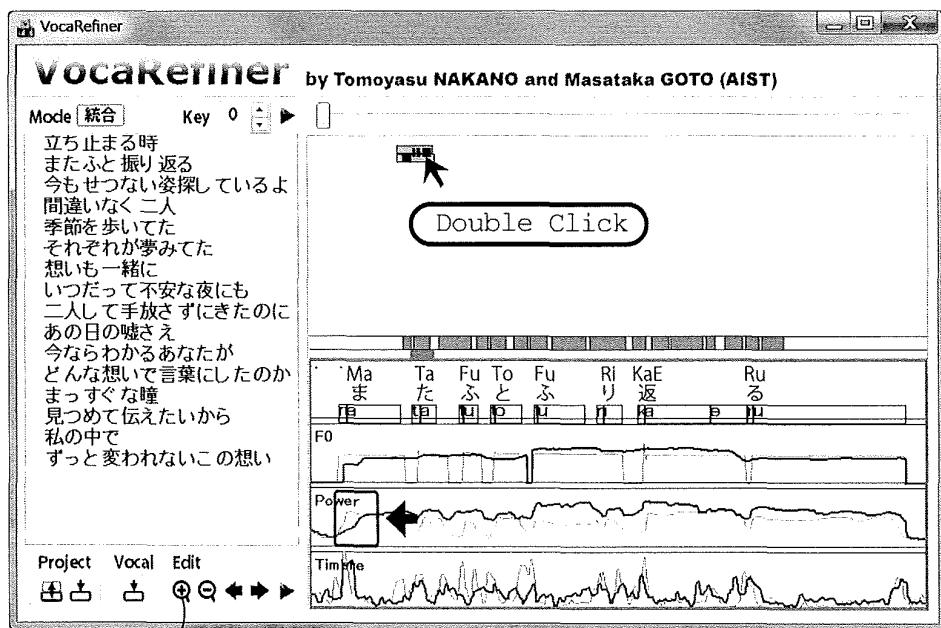 VocaRefiner
VocaRefiner by Tomoyasu NAKANO and Masataka GOTO (AIST)
Mode 統合 Key 0
立ち止まる時
またふと振り返る
今もせつない姿探しているよ
間違いなく二人
季節を歩いてた
それぞれが夢みてた
想いも一緒に
いつだって不安な夜にも
二人して手放さずにきたのに
あの日の嘘さえ
今ならわかるあなたが
どんな想いで言葉にしたのか
まっすぐな瞳
見つめて伝えたいから
私の中で
ずっと変われないこの想い
Project Vocal Edit
Double Click
Ma Ta Fu To Fu Ri KaE Ru
ま た ふ と ふ り 返 る
F0
Power